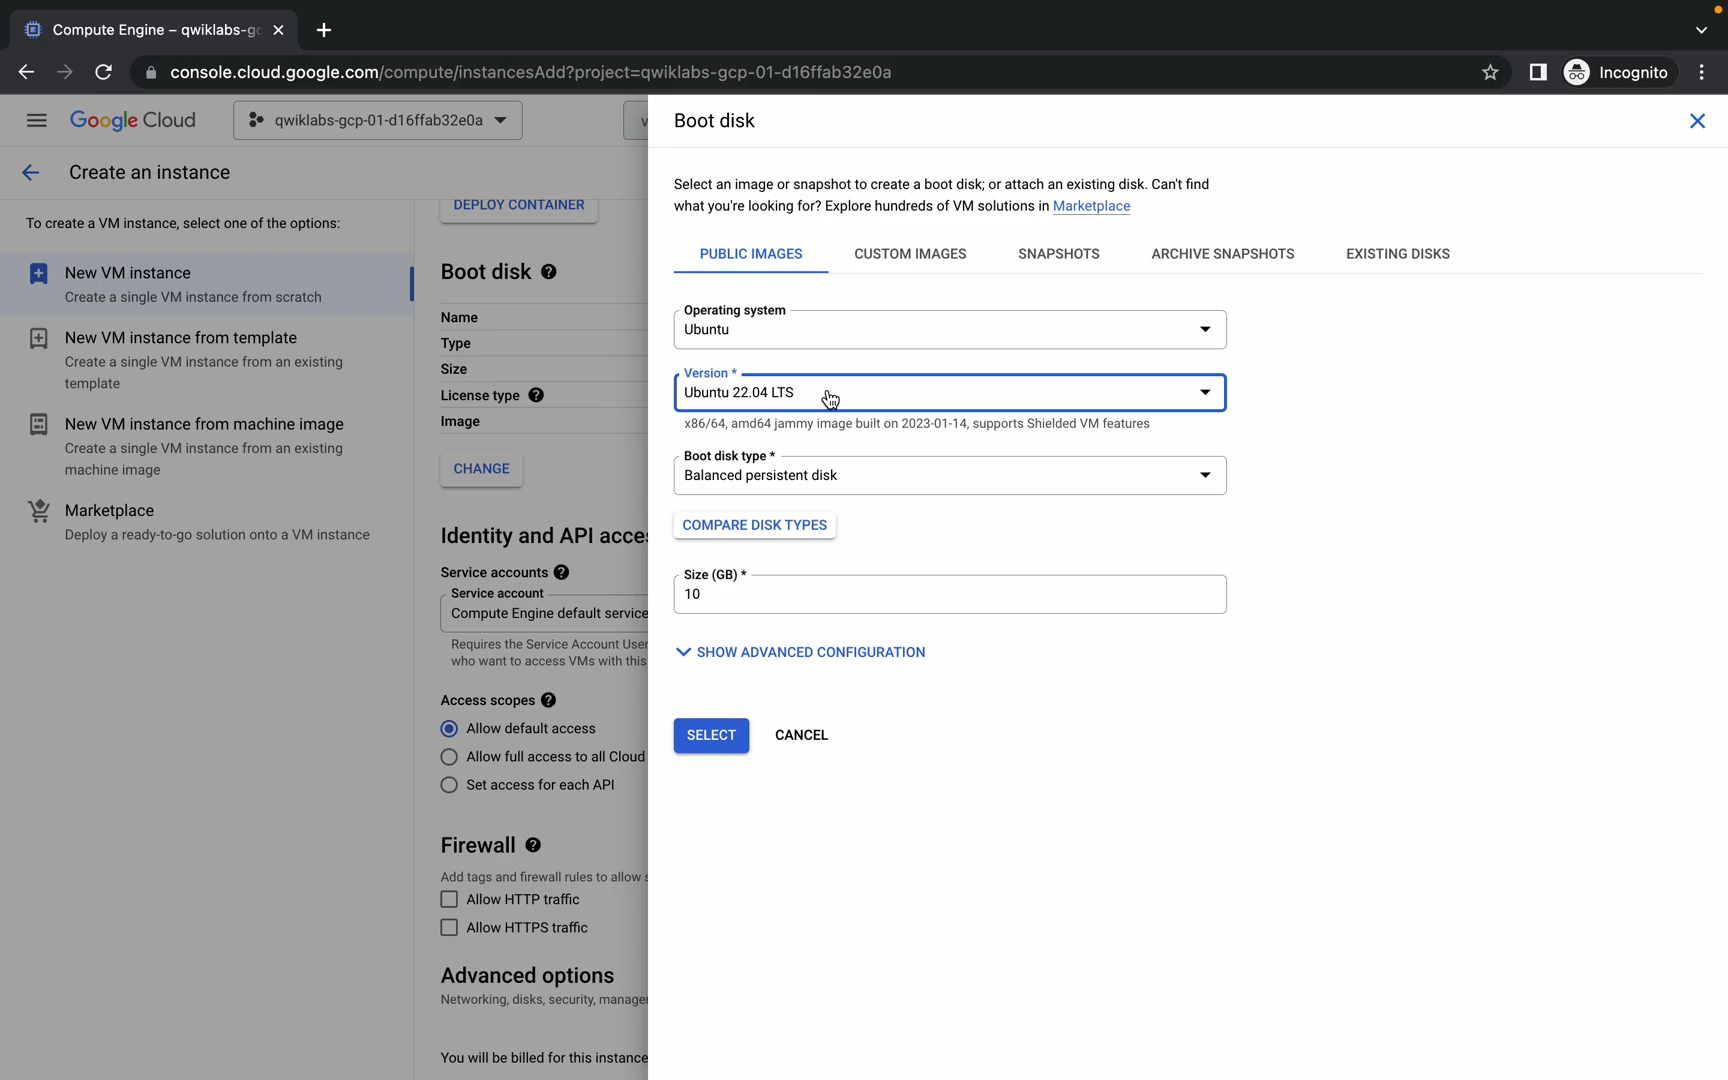 Compute Engine – qwiklabs-gc
console.cloud.google.com/compute/instancesAdd?project=qwiklabs-gcp-01-d16ffab32e0a
Incognito
Google Cloud
qwiklabs-gcp-01-d16ffab32e0a
v
Create an instance
To create a VM instance, select one of the options:
New VM instance
Create a single VM instance from scratch
New VM instance from template
Create a single VM instance from an existing
template
New VM instance from machine image
Create a single VM instance from an existing
machine image
Marketplace
Deploy a ready-to-go solution onto a VM instance
DEPLOY CONTAINER
Boot disk
Name
Type
Size
License type
Image
CHANGE
Identity and API acces
Service accounts
Service account
Compute Engine default service
Requires the Service Account User
who want to access VMs with this
Access scopes
Allow default access
Allow full access to all Cloud
Set access for each API
Firewall
Add tags and firewall rules to allow s
Allow HTTP traffic
Allow HTTPS traffic
Advanced options
Networking, disks, security, manager
You will be billed for this instance
Boot disk
Select an image or snapshot to create a boot disk; or attach an existing disk. Can't find
what you're looking for? Explore hundreds of VM solutions in Marketplace
PUBLIC IMAGES
CUSTOM IMAGES
SNAPSHOTS
ARCHIVE SNAPSHOTS
EXISTING DISKS
Operating system
Ubuntu
Version *
Ubuntu 22.04 LTS
x86/64, amd64 jammy image built on 2023-01-14, supports Shielded VM features
Boot disk type *
Balanced persistent disk
COMPARE DISK TYPES
Size (GB) *
10
SHOW ADVANCED CONFIGURATION
SELECT
CANCEL